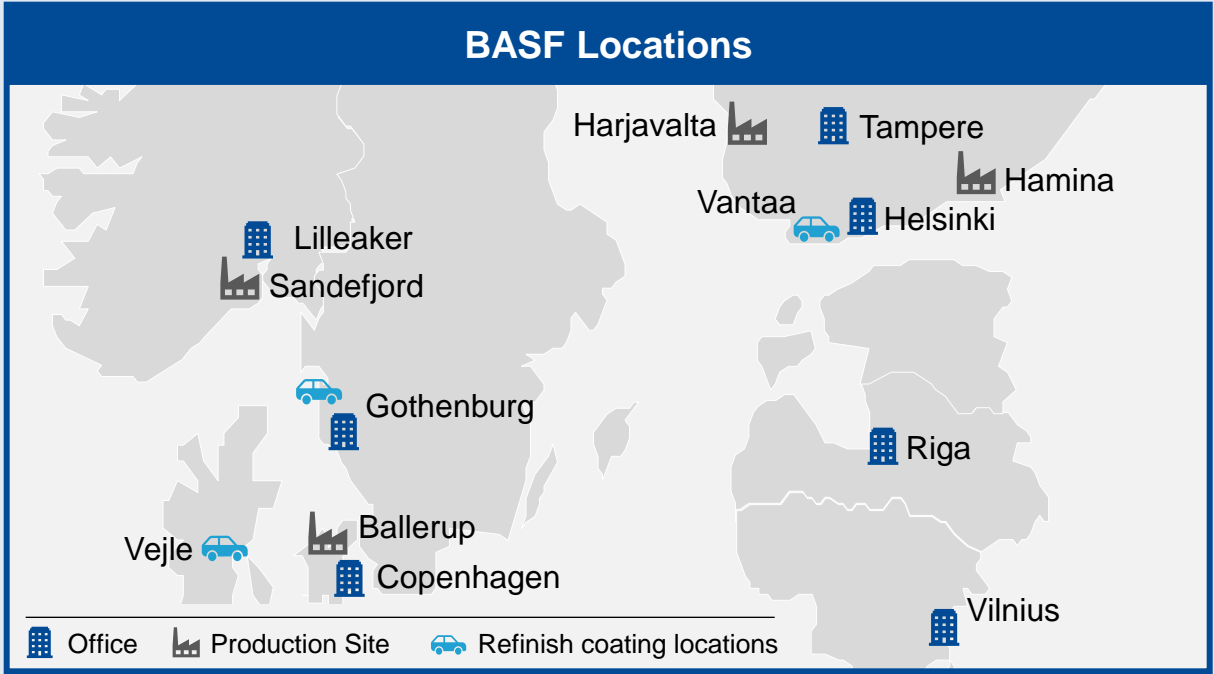 BASF Locations
Harjavalta
Tampere
Hamina
Vantaa
Helsinki
Lilleaker
Sandefjord
Gothenburg
Riga
Ballerup
Vejle
Copenhagen
Vilnius
Office
Production Site
Refinish coating locations